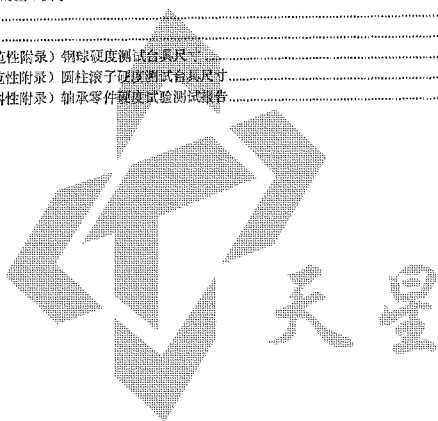 范性附录）钢球硬度测试台具尺寸
范性附录）圆柱滚子硬度测试台具尺寸
料性附录）轴承零件硬度试验测试报告
天星